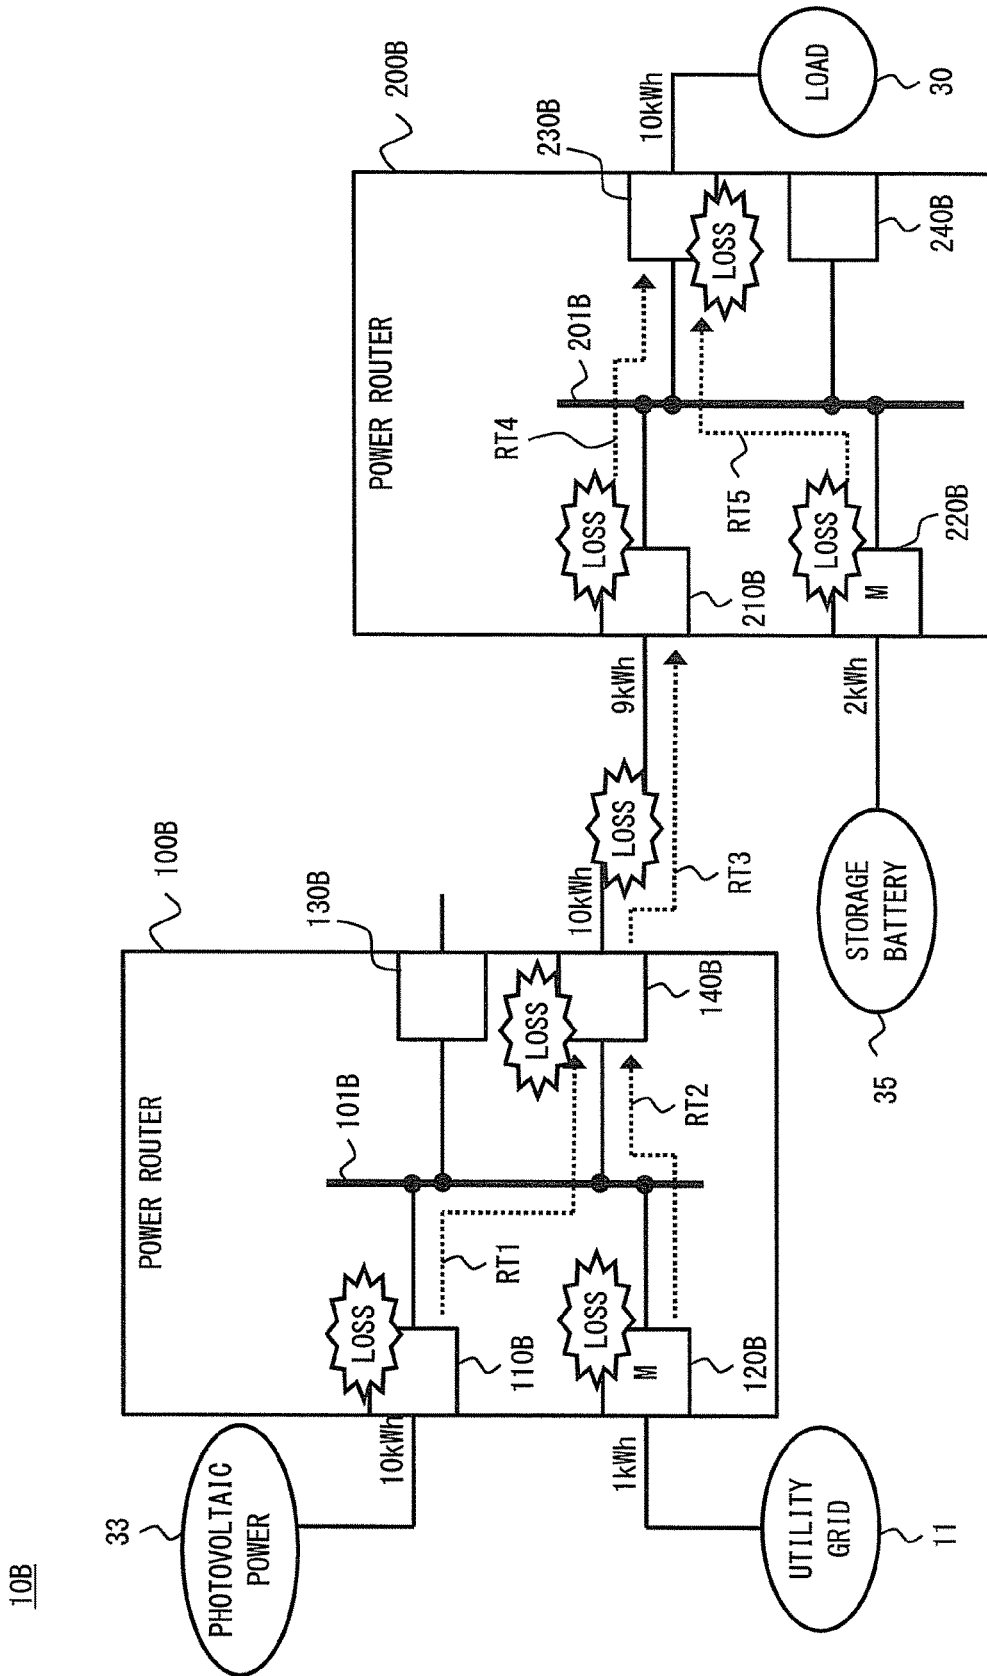 10B
33
PHOTOVOLTAIC
POWER
10kWh
UTILITY
GRID
11
1kWh
100B
POWER ROUTER
101B
LOSS
110B
RT1
LOSS
M
120B
RT2
130B
LOSS
140B
10kWh
LOSS
9kWh
RT3
STORAGE
BATTERY
35
2kWh
200B
POWER ROUTER
201B
LOSS
210B
RT4
LOSS
M
220B
RT5
230B
LOSS
240B
10kWh
LOAD
30